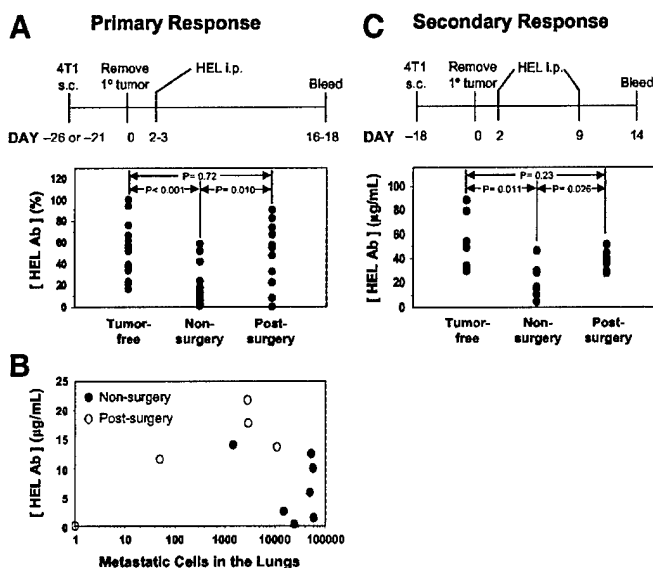 A Primary Response
4T1 s.c. Remove 1° tumor HEL i.p. Bleed
DAY –26 or –21 0 2-3 16-18
P= 0.72
P< 0.001 P= 0.010
[ HEL Ab ] (%)
120
100
80
60
40
20
0
Tumor-free Non-surgery Post-surgery
C Secondary Response
4T1 s.c. Remove 1° tumor HEL i.p. Bleed
DAY –18 0 2 9 14
P= 0.23
P= 0.011 P= 0.026
[ HEL Ab ] (µg/mL)
100
80
60
40
20
0
Tumor-free Non-surgery Post-surgery
B
[ HEL Ab ] (µg/mL)
25
20
15
10
5
0
Non-surgery
Post-surgery
1 10 100 1000 10000 100000
Metastatic Cells in the Lungs